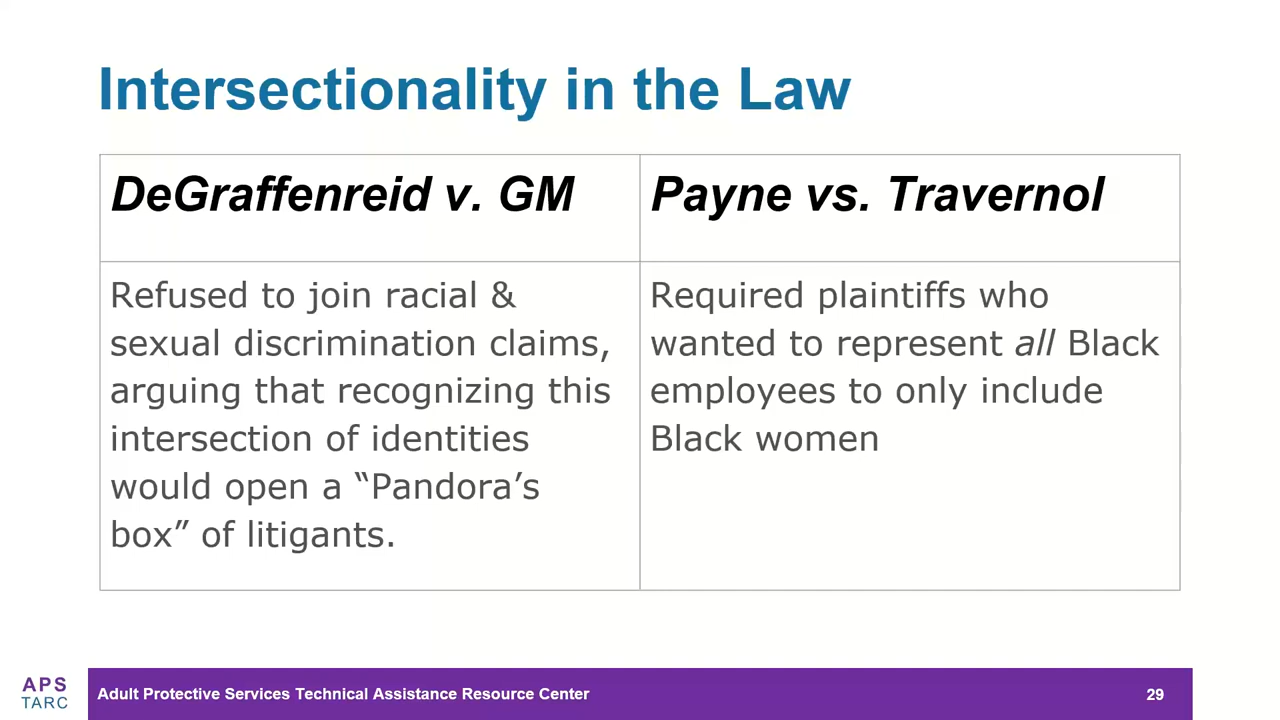 Intersectionality in the Law
DeGraffenreid v. GM
Payne vs. Travernol
Refused to join racial &
sexual discrimination claims,
arguing that recognizing this
intersection of identities
would open a “Pandora’s
box” of litigants.
Required plaintiffs who
wanted to represent all Black
employees to only include
Black women
APS
TARC
Adult Protective Services Technical Assistance Resource Center
29